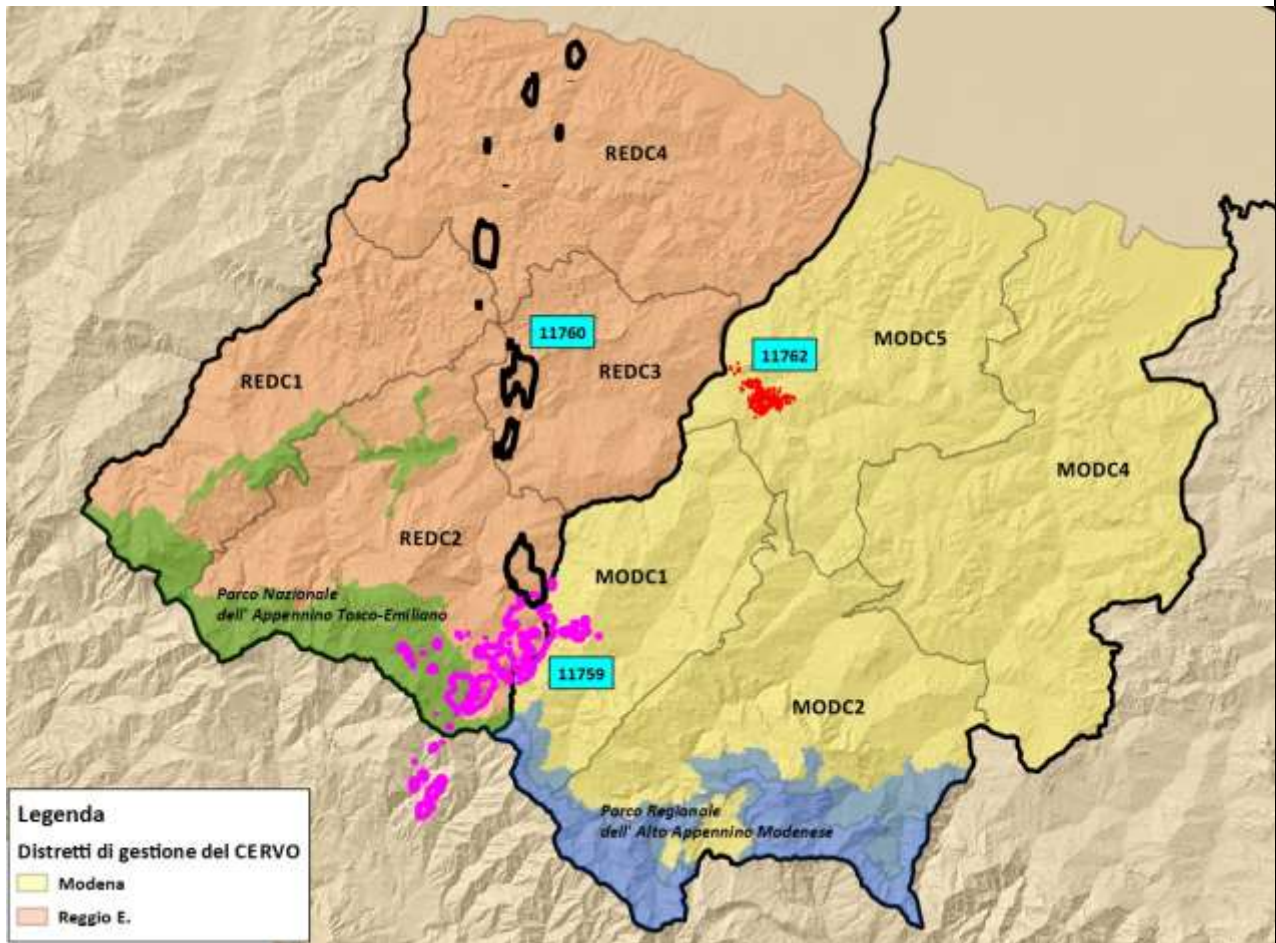 REDC4
11760
11762
MODC5
REDC1
REDC3
MODC4
REDC2
MODC1
Parco Nazionale
dell' Appennino Tosco-Emiliano
11759
MODC2
Parco Regionale
dell' Alto Appennino Modenese
Legenda
Distretti di gestione del CERVO
Modena
Reggio E.